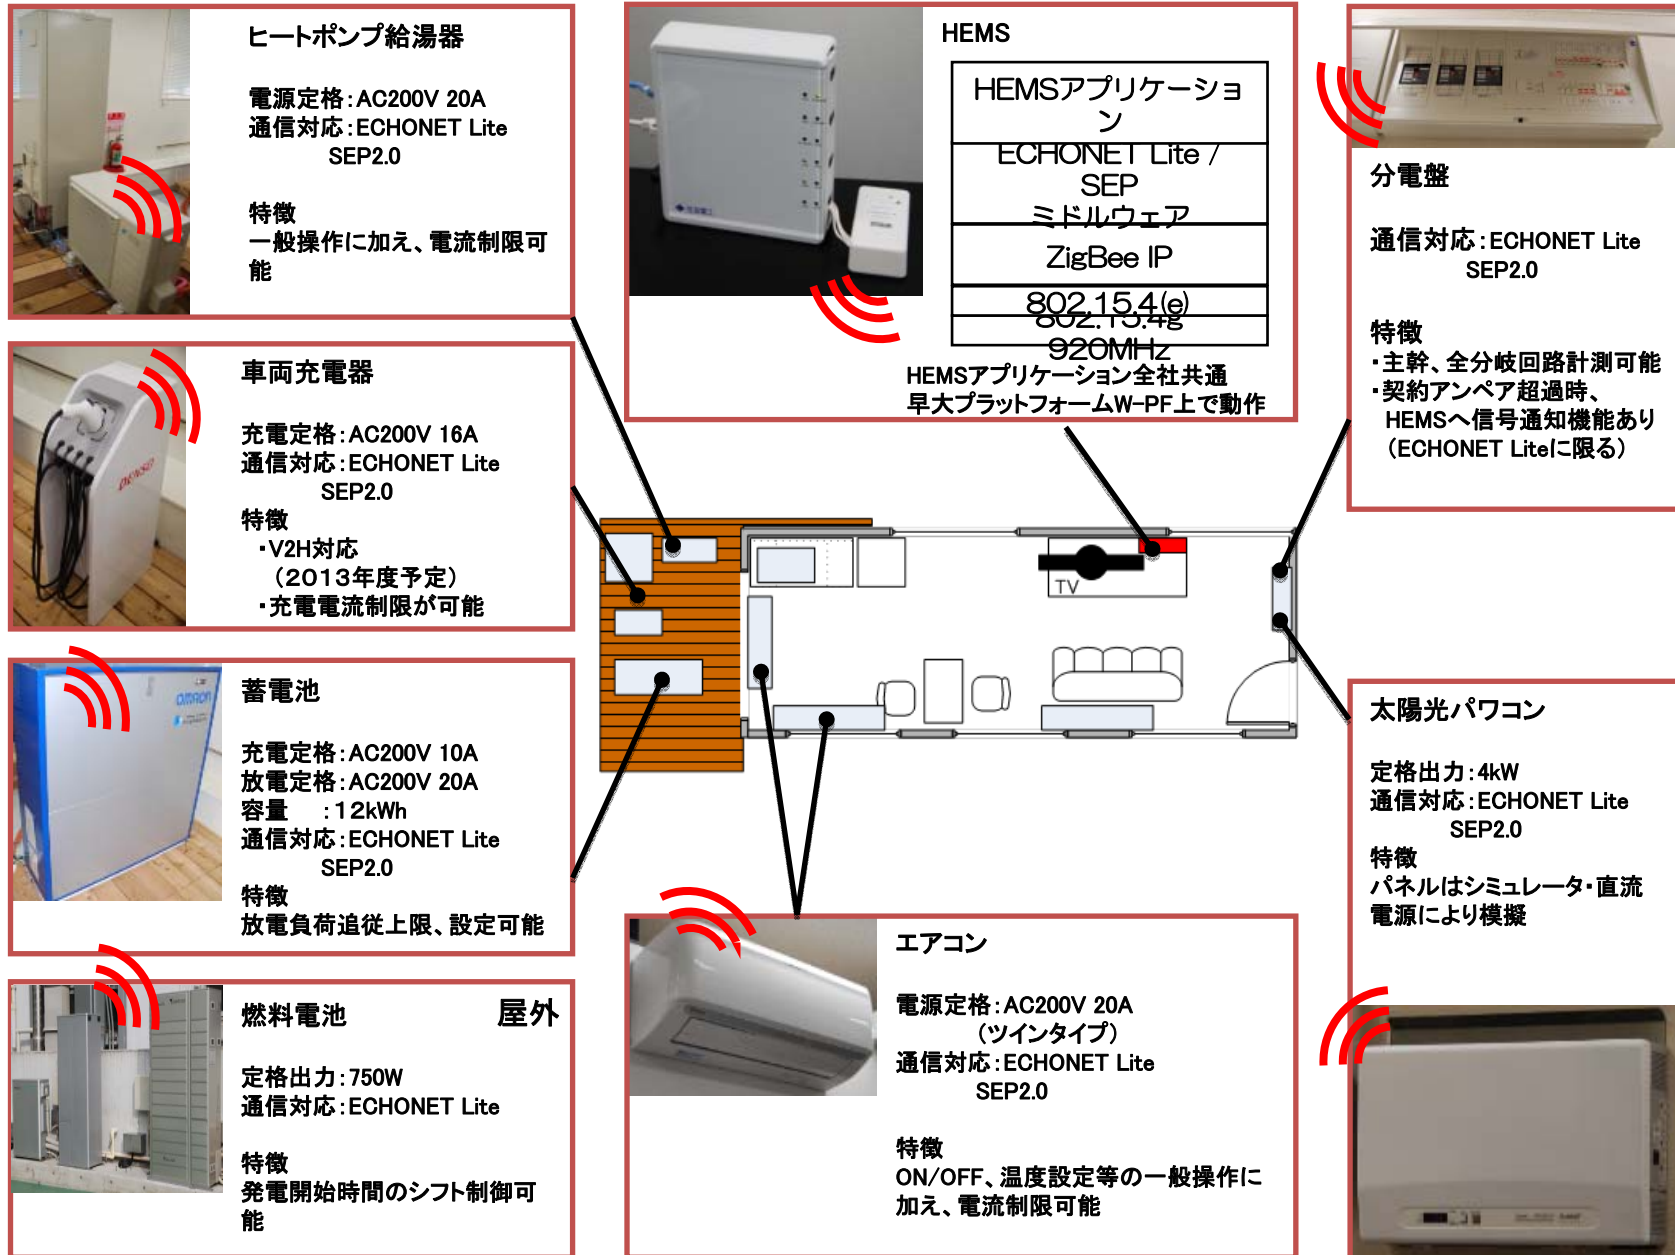 ヒートポンプ給湯器
電源定格:AC200V 20A
通信対応:ECHONET Lite
SEP2.0
特徴
一般操作に加え、電流制限可
能
車両充電器
充電定格:AC200V 16A
通信対応:ECHONET Lite
SEP2.0
特徴
・V2H対応
（2013年度予定）
・充電電流制限が可能
DENSO
蓄電池
充電定格:AC200V 10A
放電定格:AC200V 20A
容量　:12kWh
通信対応:ECHONET Lite
SEP2.0
特徴
放電負荷追従上限、設定可能
OMRON
燃料電池　屋外
定格出力:750W
通信対応:ECHONET Lite
特徴
発電開始時間のシフト制御可
能
HEMS
HEMSアプリケーショ
ン
ECHONET Lite /
SEP
ミドルウェア
ZigBee IP
802.15.4(e)
802.15.4g
920MHz
HEMSアプリケーション全社共通
早大プラットフォームW-PF上で動作
住友電工
TV
エアコン
電源定格:AC200V 20A
（ツインタイプ）
通信対応:ECHONET Lite
SEP2.0
特徴
ON/OFF、温度設定等の一般操作に
加え、電流制限可能
分電盤
通信対応:ECHONET Lite
SEP2.0
特徴
・主幹、全分岐回路計測可能
・契約アンペア超過時、
HEMSへ信号通知機能あり
（ECHONET Liteに限る）
太陽光パワコン
定格出力:4kW
通信対応:ECHONET Lite
SEP2.0
特徴
パネルはシミュレータ・直流
電源により模擬